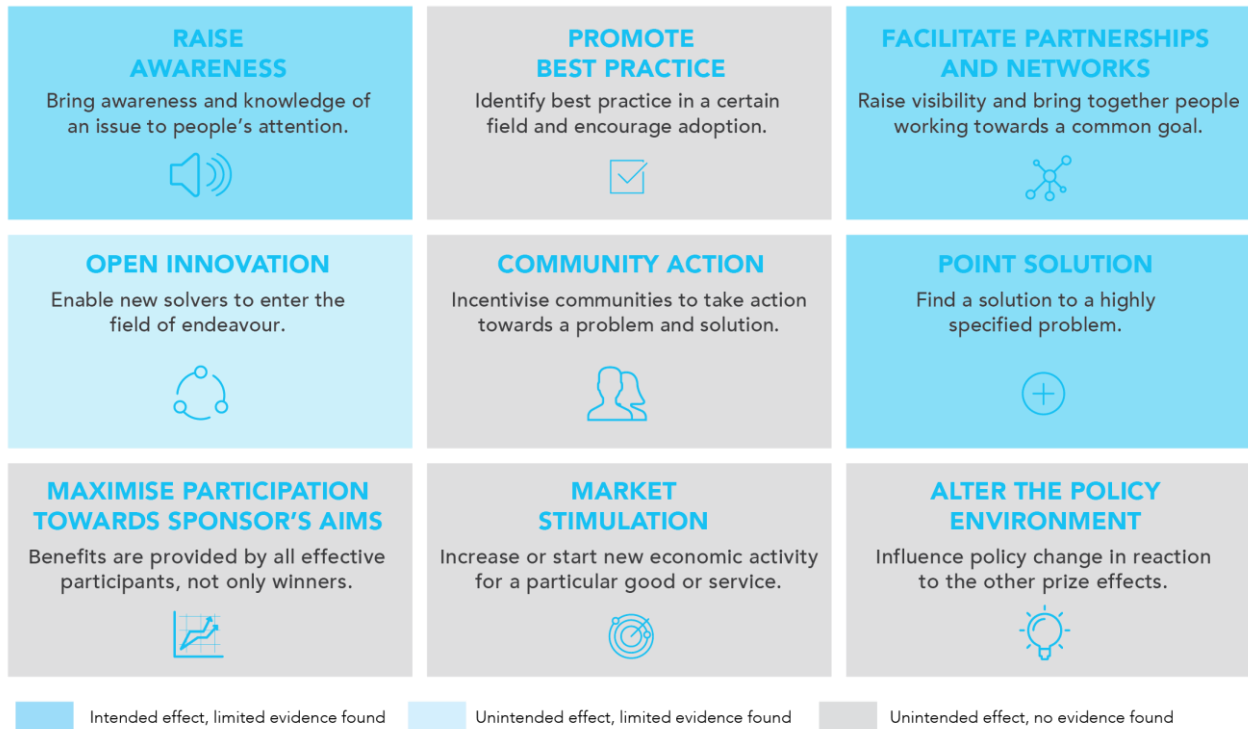 RAISE
AWARENESS
Bring awareness and knowledge of
an issue to people's attention.
PROMOTE
BEST PRACTICE
Identify best practice in a certain
field and encourage adoption.
FACILITATE PARTNERSHIPS
AND NETWORKS
Raise visibility and bring together people
working towards a common goal.
OPEN INNOVATION
Enable new solvers to enter the
field of endeavour.
COMMUNITY ACTION
Incentivise communities to take action
towards a problem and solution.
POINT SOLUTION
Find a solution to a highly
specified problem.
MAXIMISE PARTICIPATION
TOWARDS SPONSOR'S AIMS
Benefits are provided by all effective
participants, not only winners.
MARKET
STIMULATION
Increase or start new economic activity
for a particular good or service.
ALTER THE POLICY
ENVIRONMENT
Influence policy change in reaction
to the other prize effects.
Intended effect, limited evidence found
Unintended effect, limited evidence found
Unintended effect, no evidence found